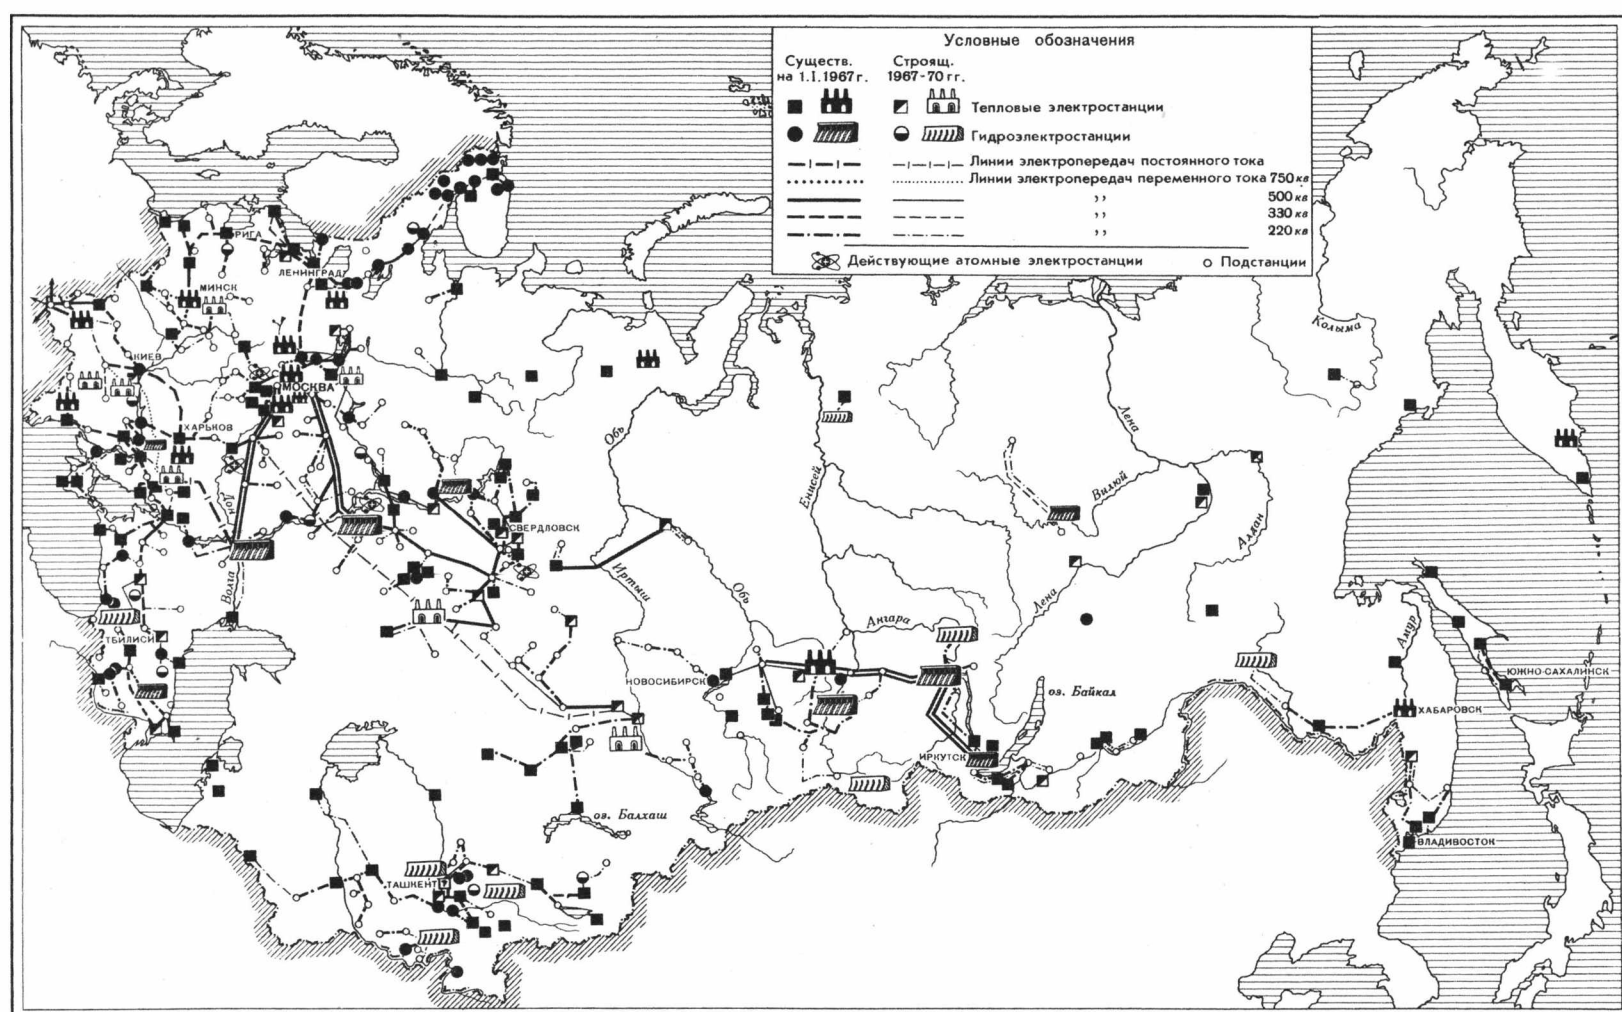 Условные обозначения
Существ.
на 1.I.1967г.
Строящ.
1967-70 гг.
Тепловые электростанции
Гидроэлектростанции
Линии электропередач постоянного тока
Линии электропередач переменного тока 750 кв
,, 500 кв
,, 330 кв
,, 220 кв
Действующие атомные электростанции
Подстанции
РИГА
ЛЕНИНГРАД
МИНСК
КИЕВ
МОСКВА
ХАРЬКОВ
Дон
Волга
ТБИЛИСИ
СВЕРДЛОВСК
Обь
Иртыш
Обь
Енисей
Ангара
НОВОСИБИРСК
ИРКУТСК
оз. Байкал
оз. Балхаш
ТАШКЕНТ
Лена
Вилюй
Лена
Алдан
Колыма
Амур
ЮЖНО-САХАЛИНСК
ХАБАРОВСК
ВЛАДИВОСТОК